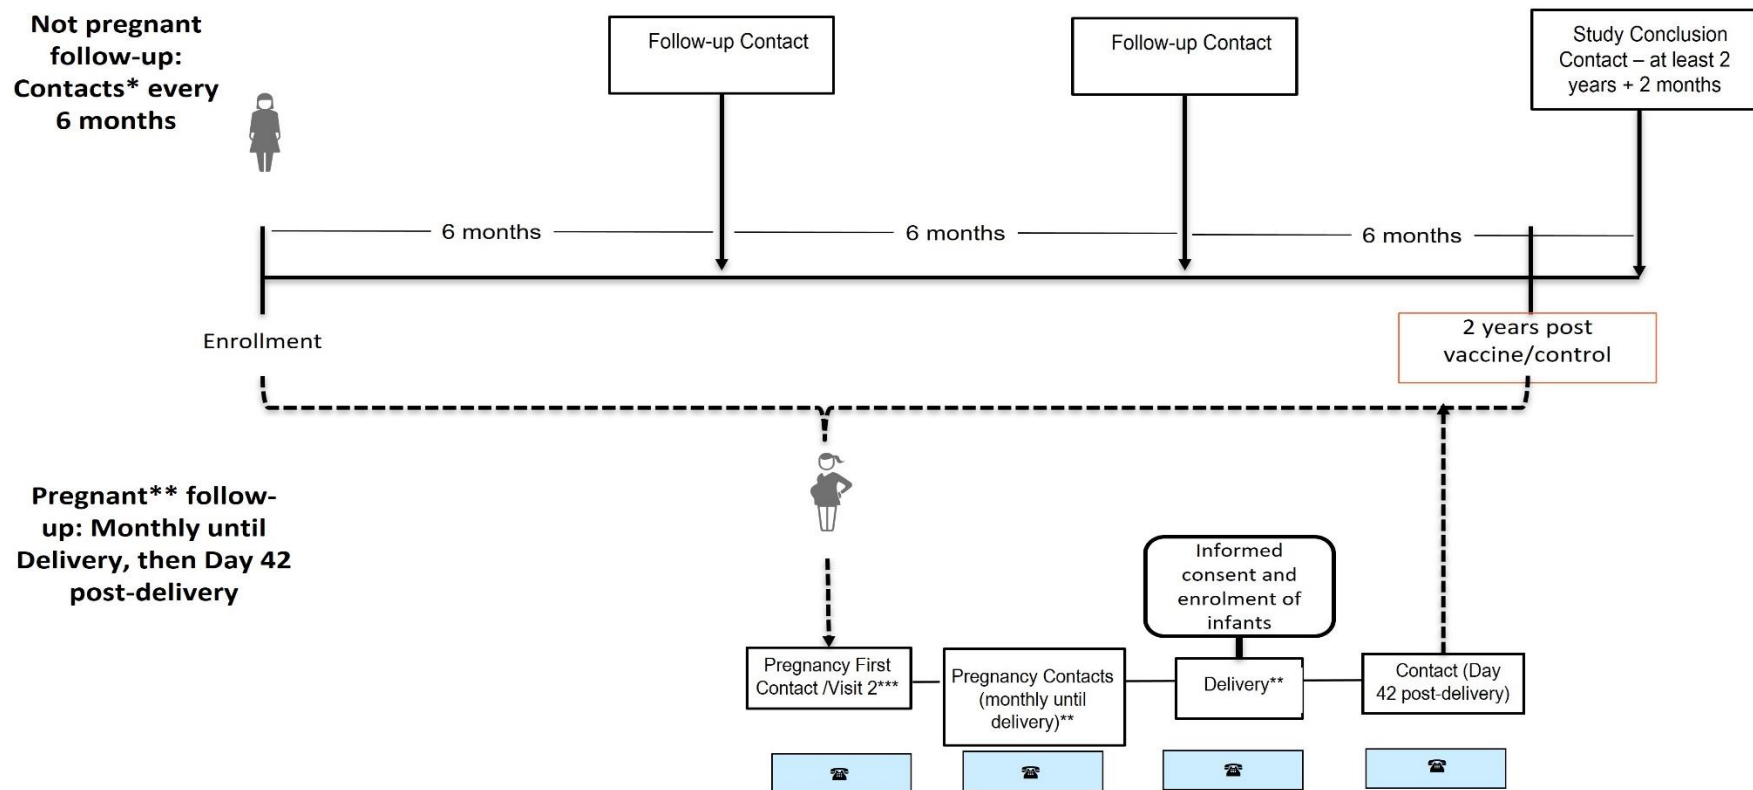 Not pregnant
follow-up:
Contacts* every
6 months
Follow-up Contact
Follow-up Contact
Study Conclusion
Contact – at least 2
years + 2 months
6 months
6 months
6 months
Enrollment
2 years post
vaccine/control
Pregnant** follow-
up: Monthly until
Delivery, then Day 42
post-delivery
Informed
consent and
enrolment of
infants
Pregnancy First
Contact /Visit 2***
Pregnancy Contacts
(monthly until
delivery)**
Delivery**
Contact (Day
42 post-delivery)